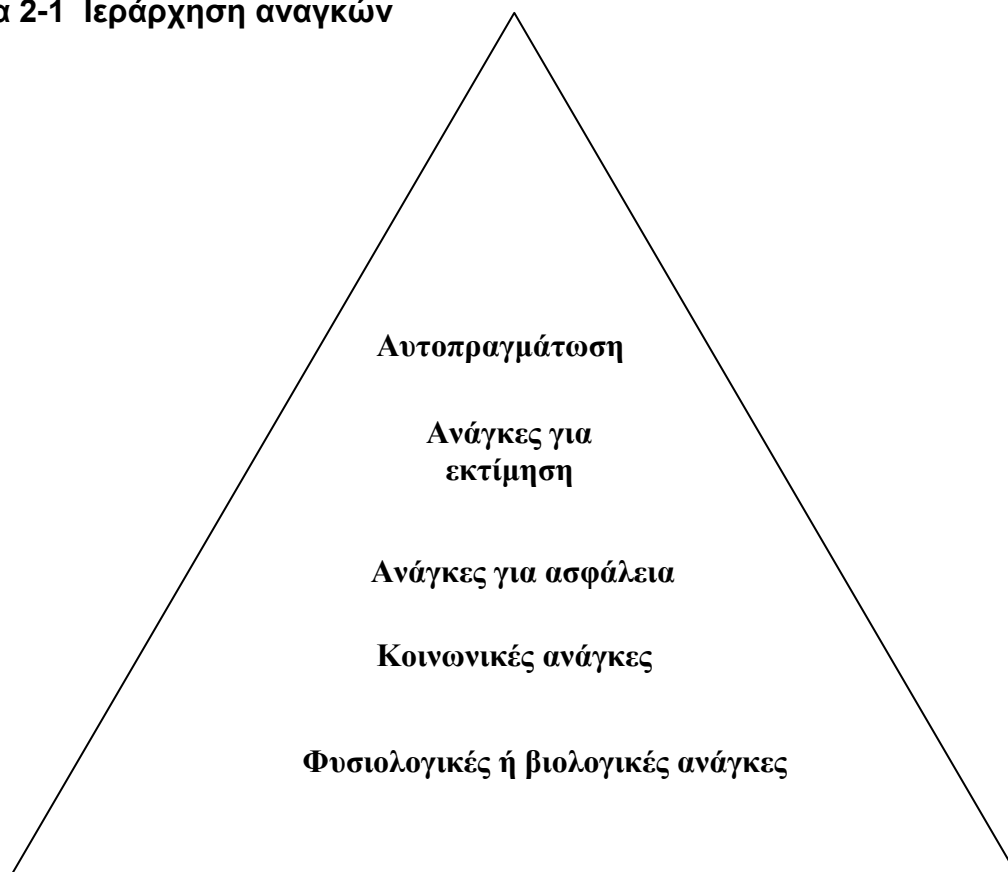 α 2-1 Ιεράρχηση αναγκών
Αυτοπραγμάτωση
Ανάγκες για
εκτίμηση
Ανάγκες για ασφάλεια
Κοινωνικές ανάγκες
Φυσιολογικές ή βιολογικές ανάγκες